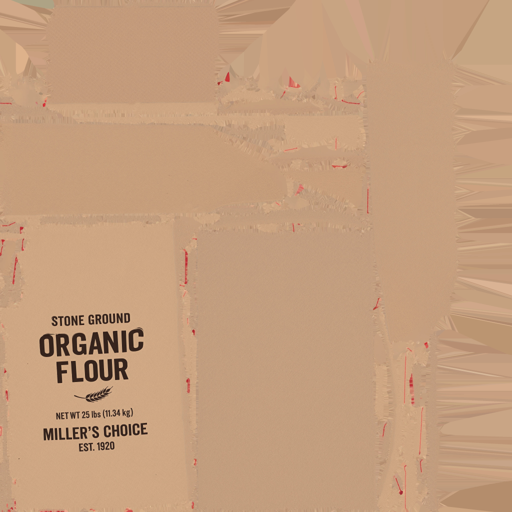 STONE GROUND
ORGANIC
FLOUR
NET WT 25 lbs (11.34 kg)
MILLER'S CHOICE
EST. 1920